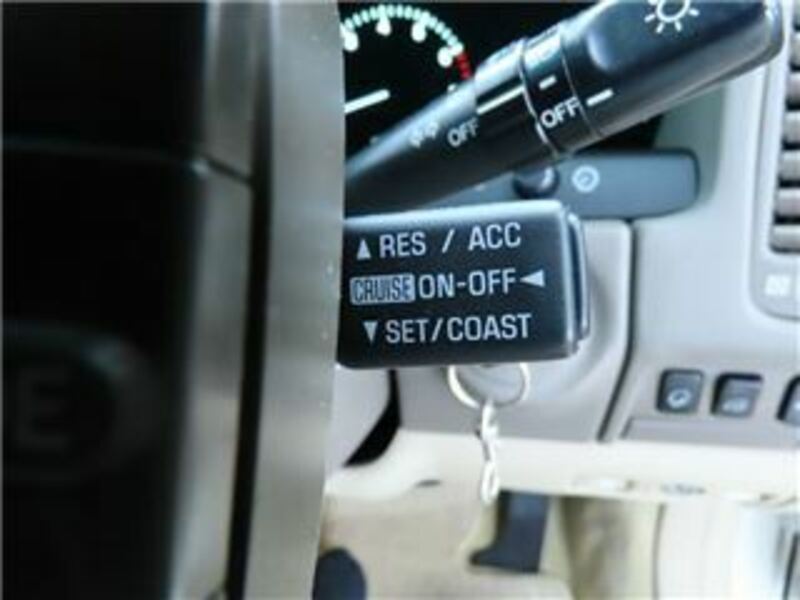 OFF
OFF
▲ RES / ACC
CRUISE ON-OFF ◀
▼ SET/COAST